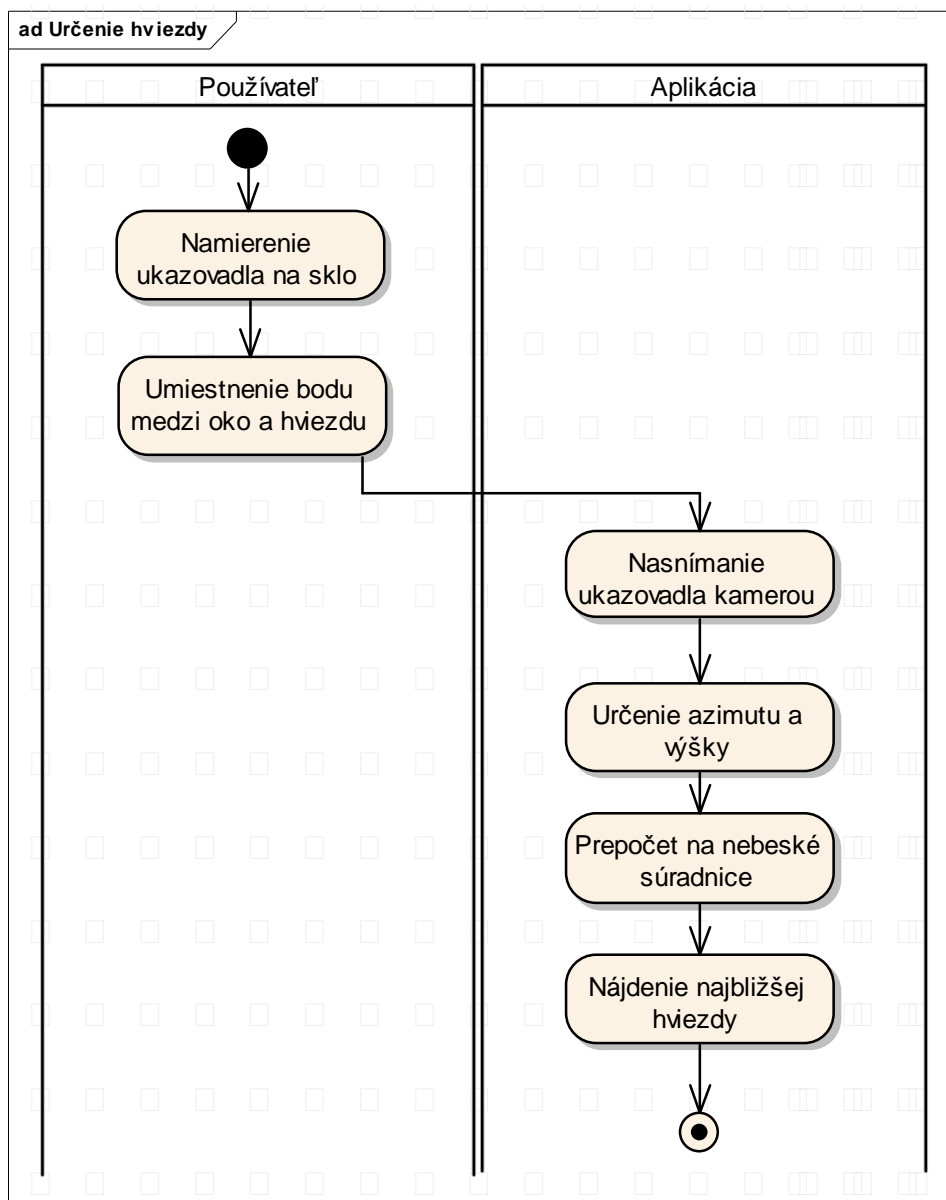 ad Určenie hviezdy
Používateľ
Aplikácia
Namierenie
ukazovadla na sklo
Umiestnenie bodu
medzi oko a hviezdu
Nasnímanie
ukazovadla kamerou
Určenie azimutu a
výšky
Prepočet na nebeské
súradnice
Nájdenie najbližšej
hviezdy